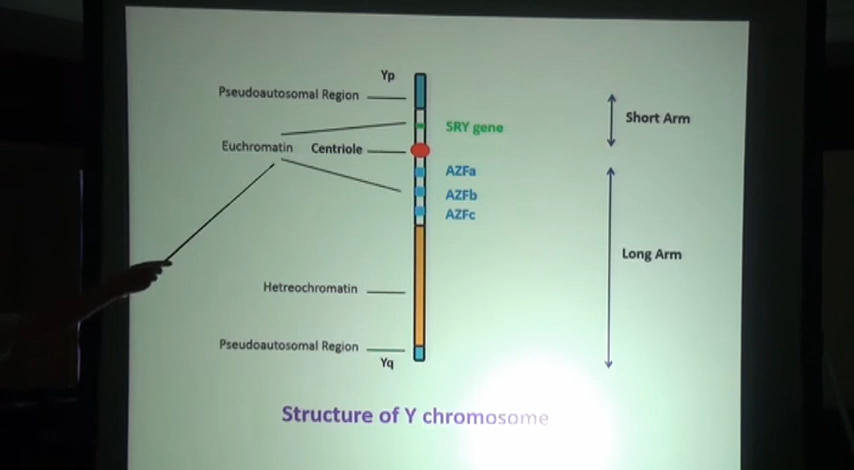 Yp
Pseudoautosomal Region
SRY gene
Short Arm
Euchromatin
Centriole
AZFa
AZFb
AZFc
Long Arm
Hetreochromatin
Pseudoautosomal Region
Yq
Structure of Y chromosome